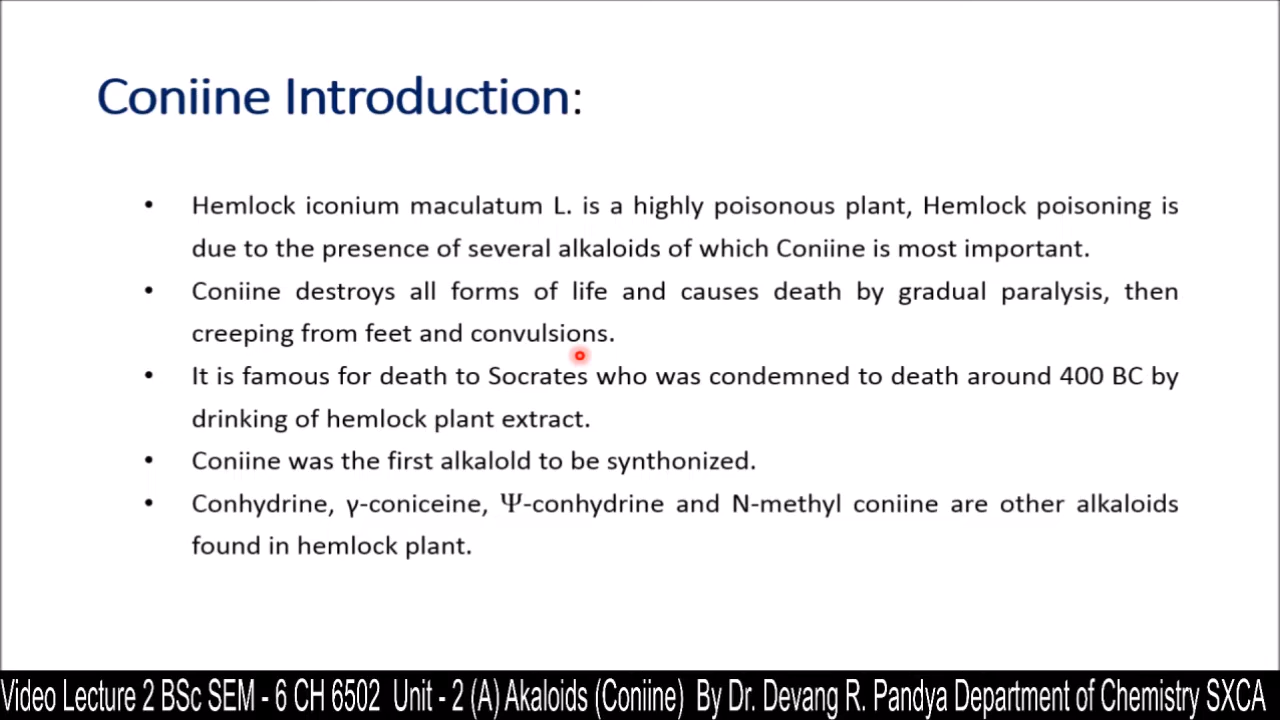 Coniine Introduction:
• Hemlock iconium maculatum L. is a highly poisonous plant, Hemlock poisoning is
due to the presence of several alkaloids of which Coniine is most important.
• Coniine destroys all forms of life and causes death by gradual paralysis, then
creeping from feet and convulsions.
• It is famous for death to Socrates who was condemned to death around 400 BC by
drinking of hemlock plant extract.
• Coniine was the first alkalold to be synthonized.
• Conhydrine, γ-coniceine, Ψ-conhydrine and N-methyl coniine are other alkaloids
found in hemlock plant.
Video Lecture 2 BSc SEM - 6 CH 6502 Unit - 2 (A) Akaloids (Coniine) By Dr. Devang R. Pandya Department of Chemistry SXCA